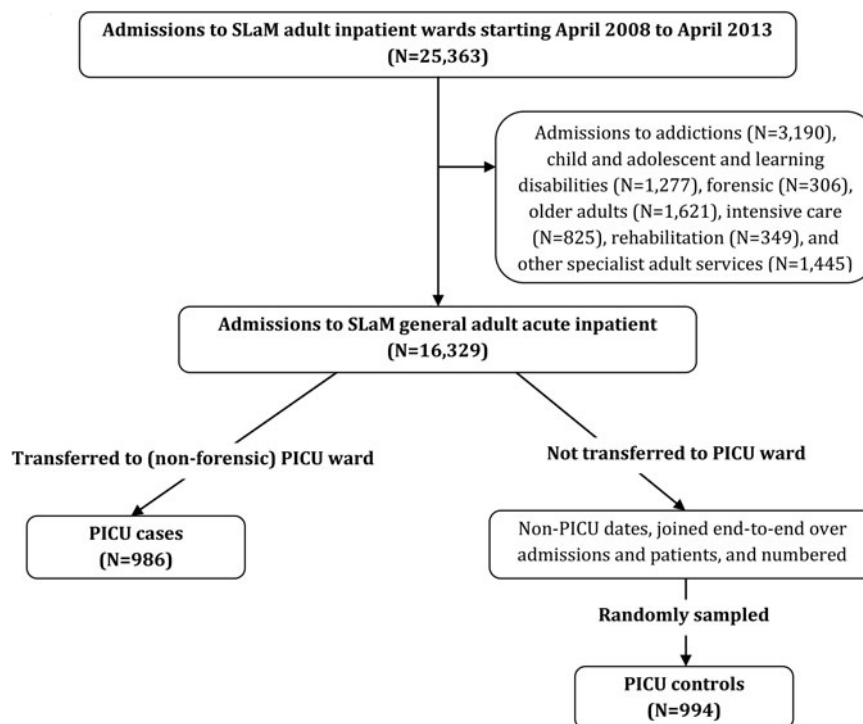 Admissions to SLaM adult inpatient wards starting April 2008 to April 2013
(N=25,363)
Admissions to addictions (N=3,190),
child and adolescent and learning
disabilities (N=1,277), forensic (N=306),
older adults (N=1,621), intensive care
(N=825), rehabilitation (N=349), and
other specialist adult services (N=1,445)
Admissions to SLaM general adult acute inpatient
(N=16,329)
Transferred to (non-forensic) PICU ward
Not transferred to PICU ward
PICU cases
(N=986)
Non-PICU dates, joined end-to-end over
admissions and patients, and numbered
Randomly sampled
PICU controls
(N=994)